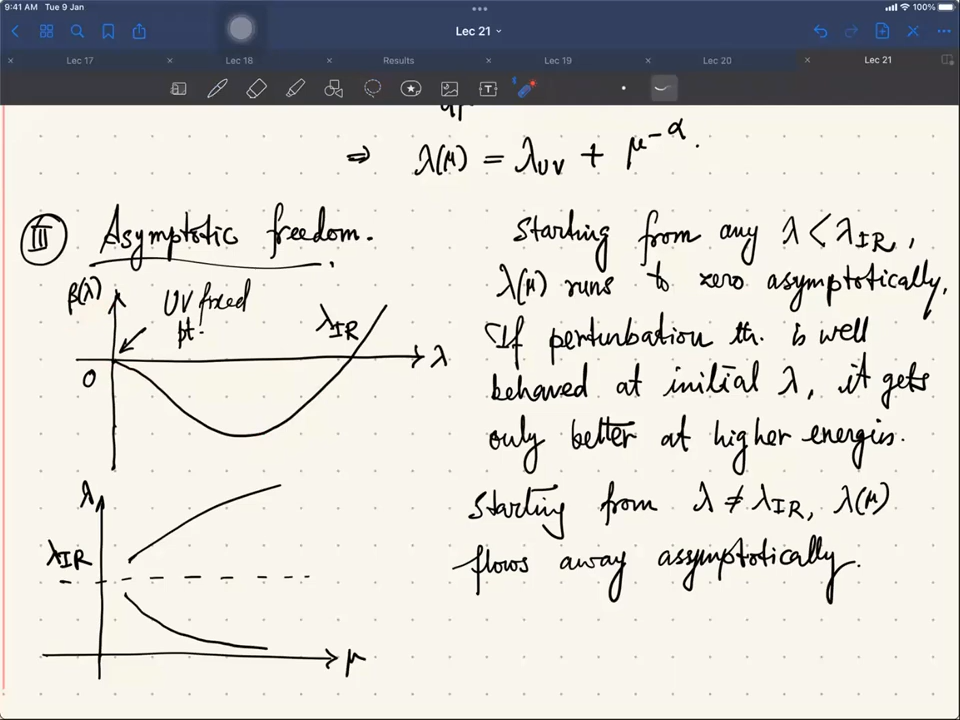 9:41 AM Tue 9 Jan
100%
Lec 21
Lec 17
Lec 18
Results
Lec 19
Lec 20
Lec 21
⇒ λ(μ) = λ_UV + μ^{-α}.
III Asymptotic freedom.
β(λ)
UV fixed
pt.
λ_IR
λ
0
λ
λ_IR
μ
Starting from any λ < λ_IR,
λ(μ) runs to zero asymptotically.
If perturbation th. is well
behaved at initial λ, it gets
only better at higher energies.
Starting from λ ≠ λ_IR, λ(μ)
flows away assymptotically.